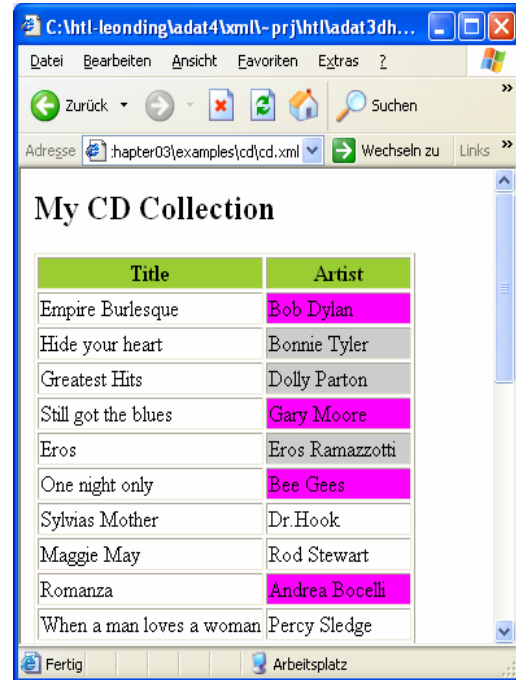 C:\htl-leonding\adat4\xml\~prj\htl\adat3dh...
Datei Bearbeiten Ansicht Favoriten Extras ?
Zurück Suchen »
Adresse :hapter03\examples\cd\cd.xml Wechseln zu Links »
My CD Collection
Title Artist
Empire Burlesque Bob Dylan
Hide your heart Bonnie Tyler
Greatest Hits Dolly Parton
Still got the blues Gary Moore
Eros Eros Ramazzotti
One night only Bee Gees
Sylvias Mother Dr.Hook
Maggie May Rod Stewart
Romanza Andrea Bocelli
When a man loves a woman Percy Sledge
Fertig Arbeitsplatz